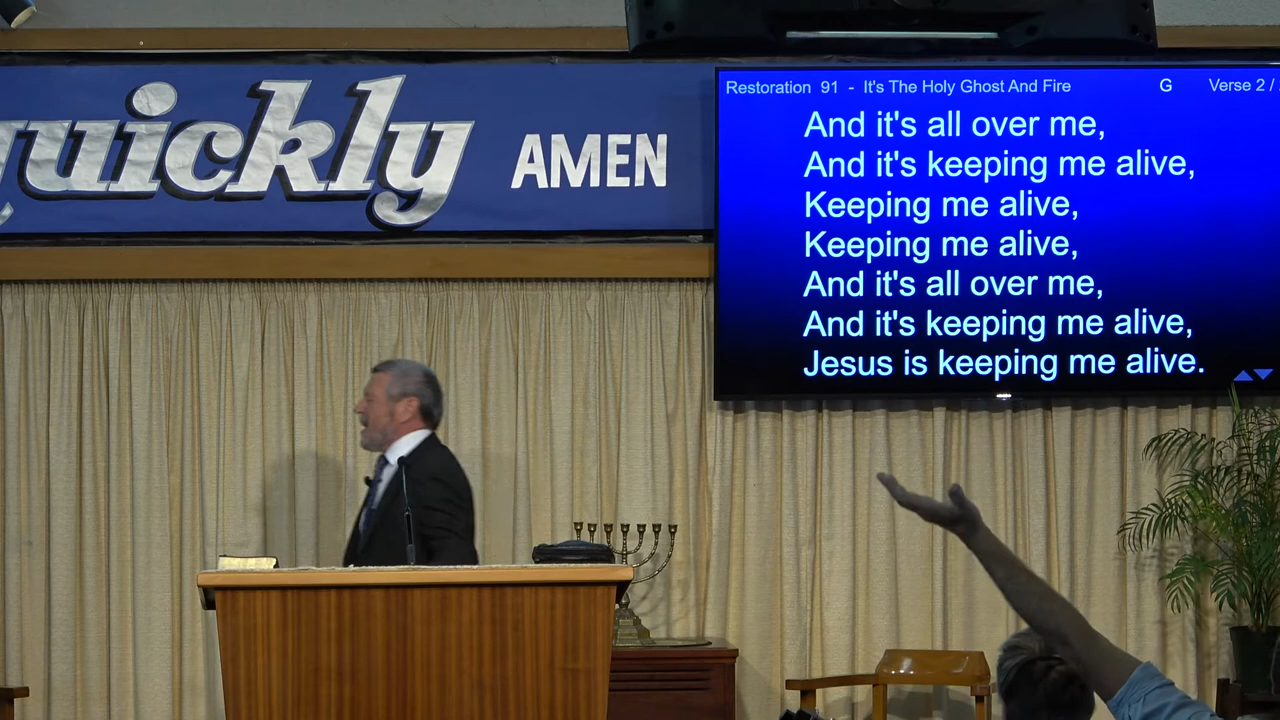 quickly AMEN
Restoration 91 - It's The Holy Ghost And Fire G Verse 2 /
And it's all over me,
And it's keeping me alive,
Keeping me alive,
Keeping me alive,
And it's all over me,
And it's keeping me alive,
Jesus is keeping me alive.